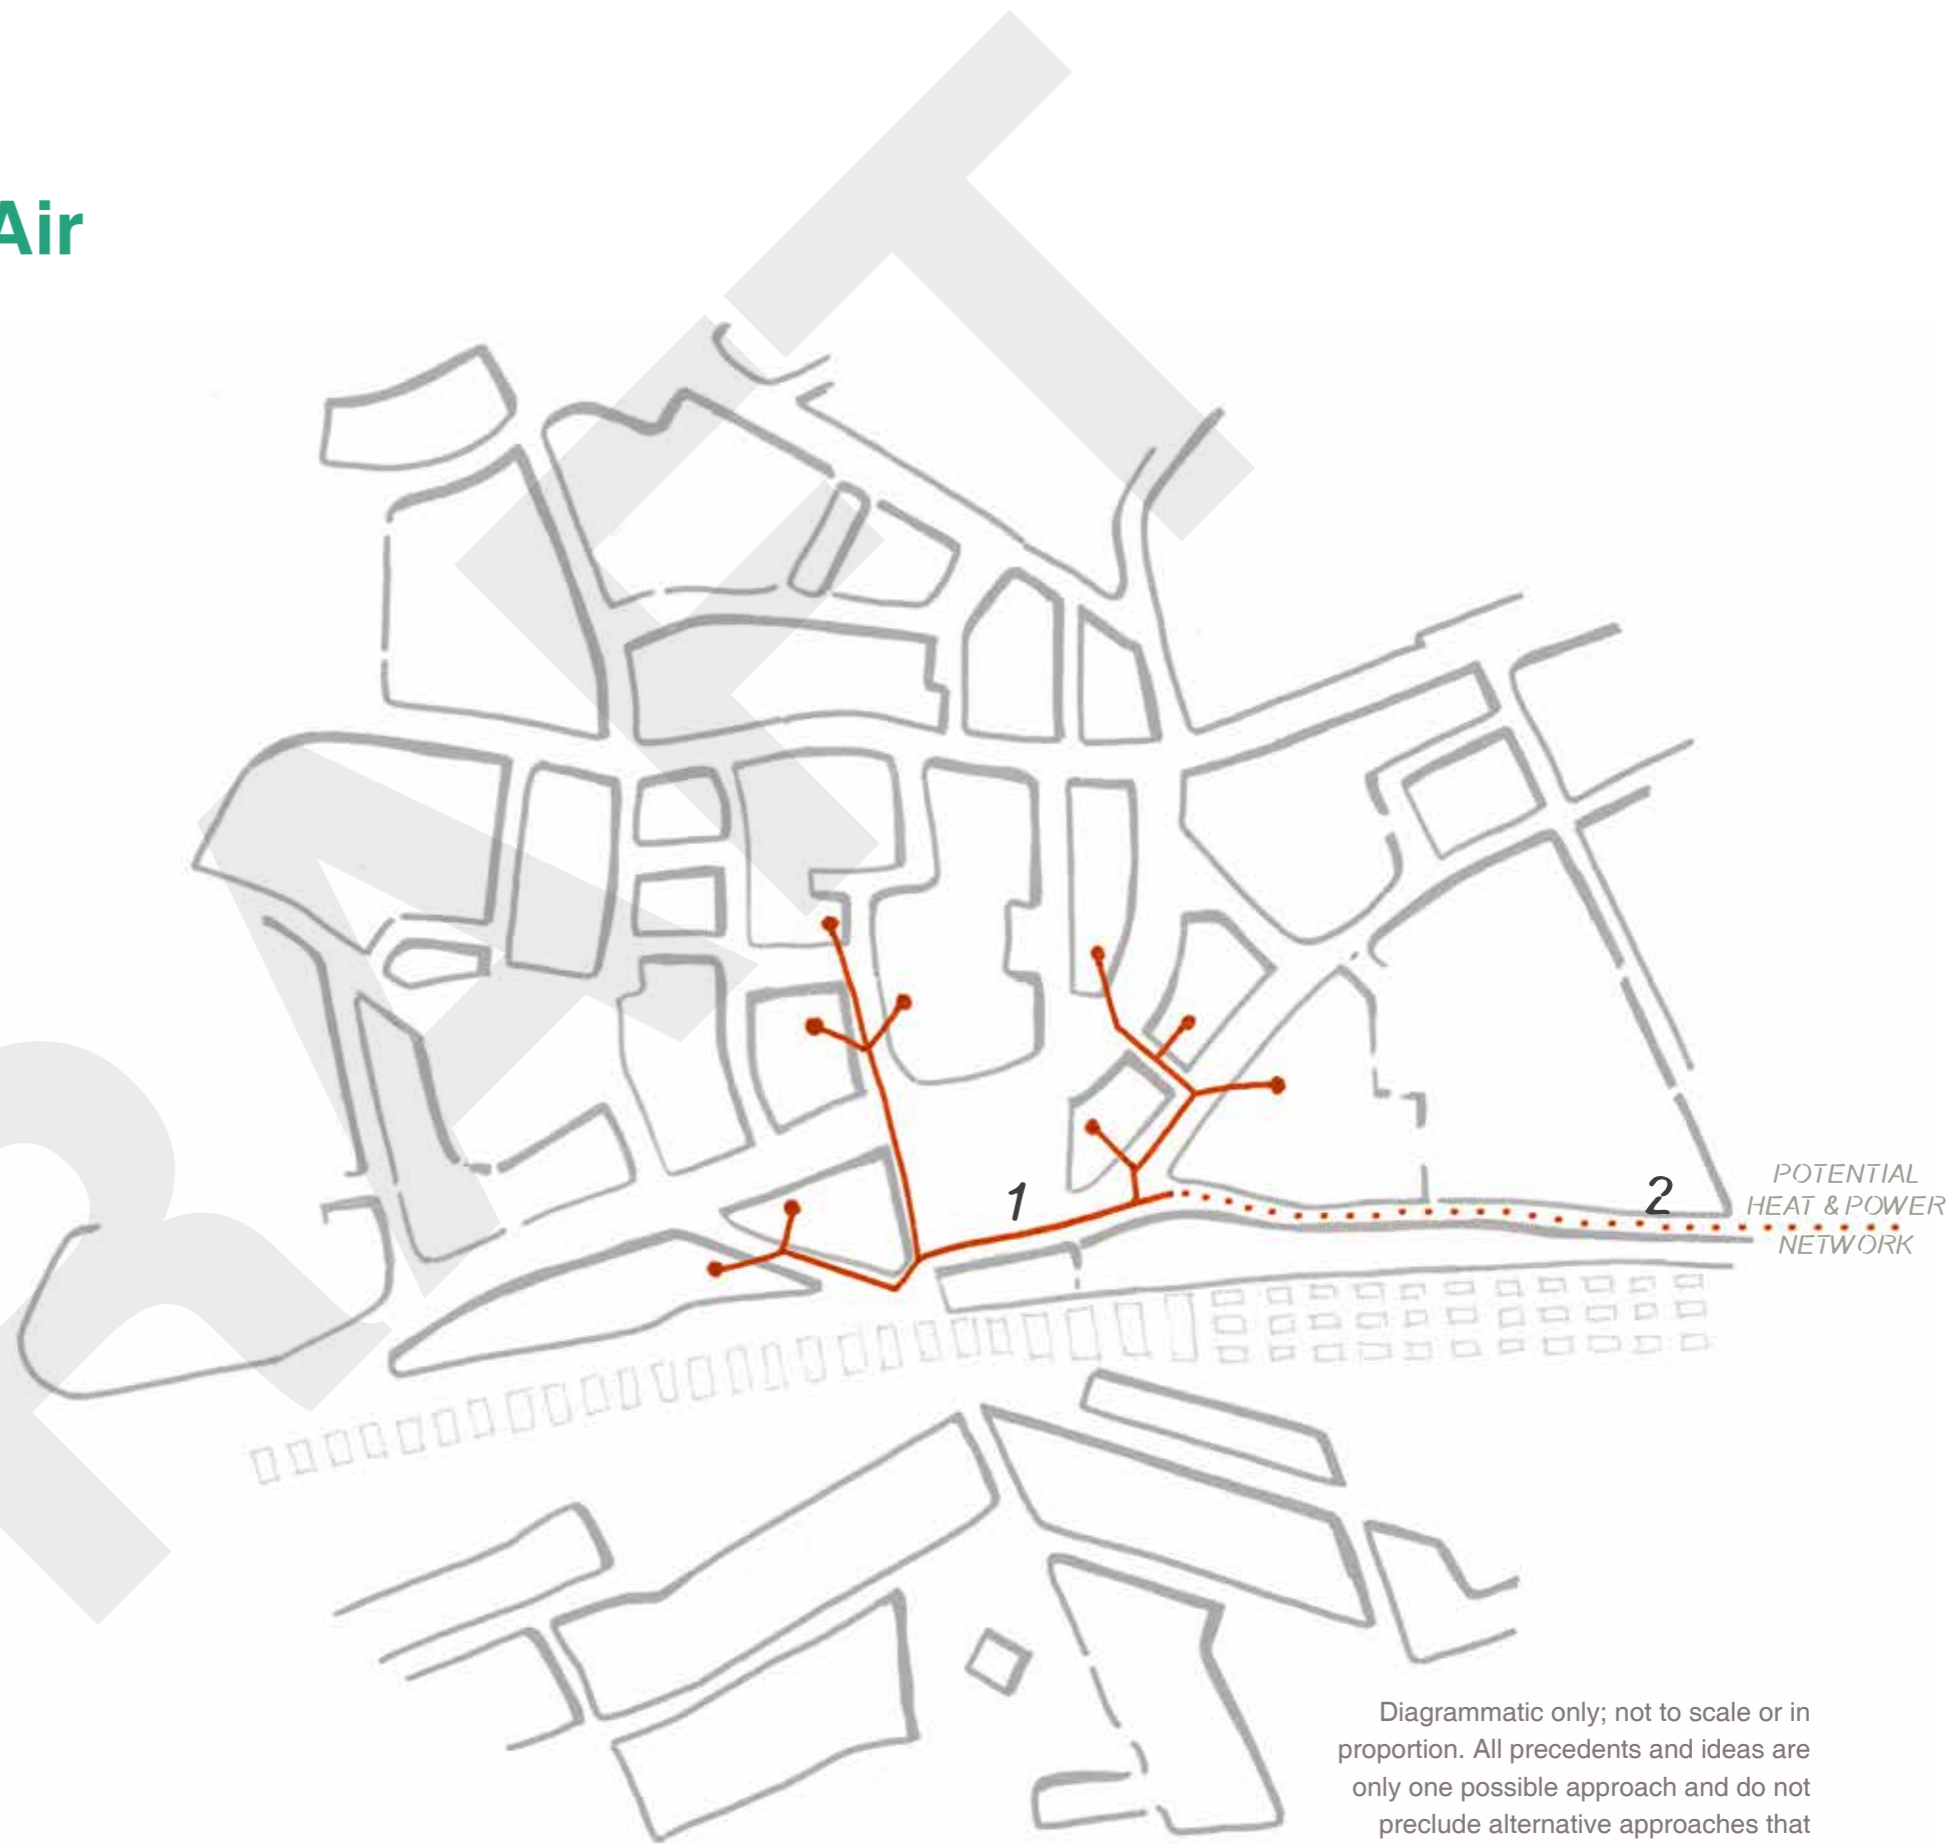 Air
1
2
POTENTIAL
HEAT & POWER
NETWORK
Diagrammatic only; not to scale or in
proportion. All precedents and ideas are
only one possible approach and do not
preclude alternative approaches that
RAFT